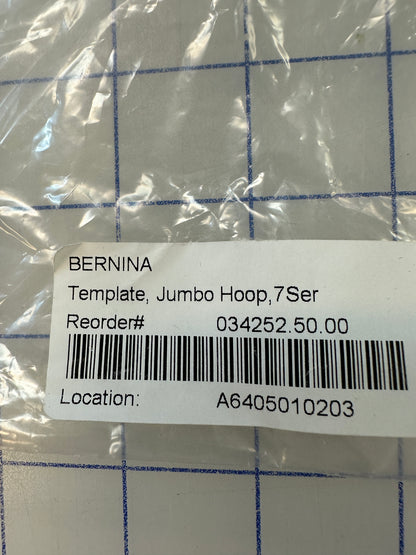 BERNINA
Template, Jumbo Hoop,7Ser
Reorder# 034252.50.00
Location: A6405010203